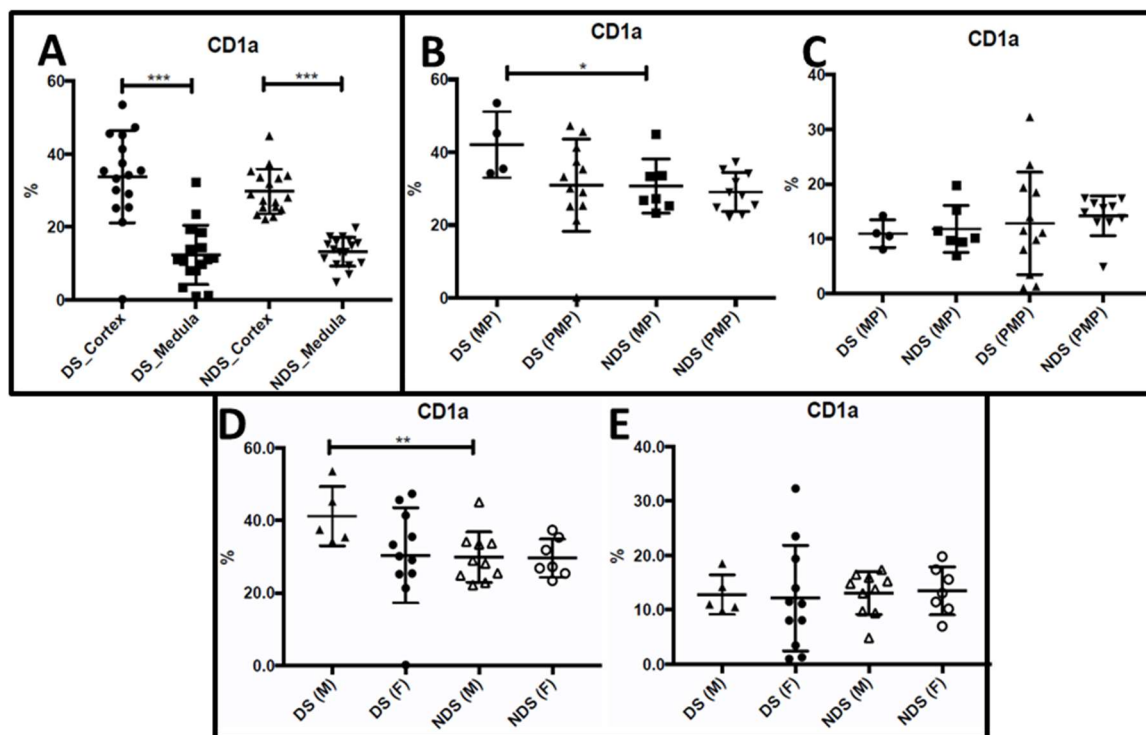 A
CD1a
***
***
60
40
20
0
%
DS_Cortex
DS_Medula
NDS_Cortex
NDS_Medula
B
CD1a
*
60
40
20
0
%
DS (MP)
DS (PMP)
NDS (MP)
NDS (PMP)
C
CD1a
40
30
20
10
0
%
DS (MP)
NDS (MP)
DS (PMP)
NDS (PMP)
D
CD1a
**
60.0
40.0
20.0
0.0
%
DS (M)
DS (F)
NDS (M)
NDS (F)
E
CD1a
40.0
30.0
20.0
10.0
0.0
%
DS (M)
DS (F)
NDS (M)
NDS (F)